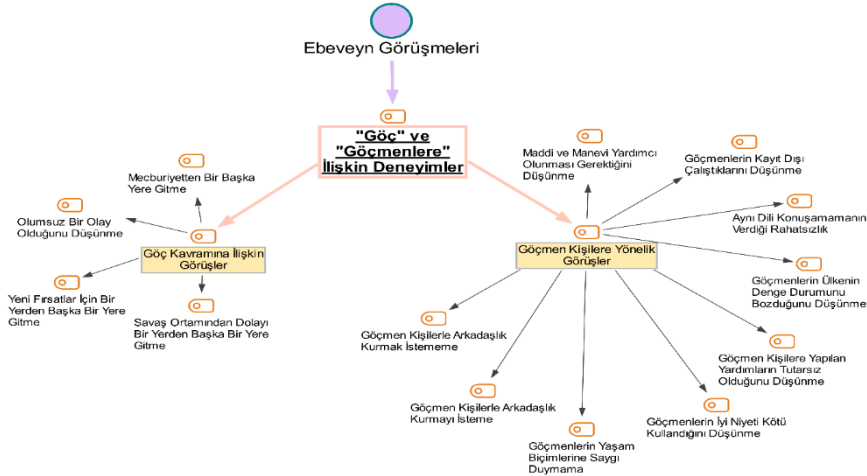 Ebeveyn Görüşmeleri
"Göç" ve
"Göçmenlere"
İlişkin Deneyimler
Mecburiyetten Bir Başka
Yere Gitme
Olumsuz Bir Olay
Olduğunu Düşünme
Göç Kavramına İlişkin
Görüşler
Yeni Fırsatlar İçin Bir
Yerden Başka Bir Yere
Gitme
Savaş Ortamından Dolayı
Bir Yerden Başka Bir Yere
Gitme
Maddi ve Manevi Yardımcı
Olunması Gerektiğini
Düşünme
Göçmenlerin Kayıt Dışı
Çalıştıklarını Düşünme
Aynı Dili Konuşamamanın
Verdiği Rahatsızlık
Göçmen Kişilere Yönelik
Görüşler
Göçmenlerin Ülkenin
Denge Durumunu
Bozduğunu Düşünme
Göçmen Kişilerle Arkadaşlık
Kurmak İstememe
Göçmen Kişilere Yapılan
Yardımların Tutarsız
Olduğunu Düşünme
Göçmen Kişilerle Arkadaşlık
Kurmayı İsteme
Göçmenlerin İyi Niyeti Kötü
Kullandığını Düşünme
Göçmenlerin Yaşam
Biçimlerine Saygı
Duymama